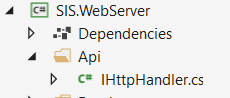 SIS.WebServer
Dependencies
Api
IHttpHandler.cs